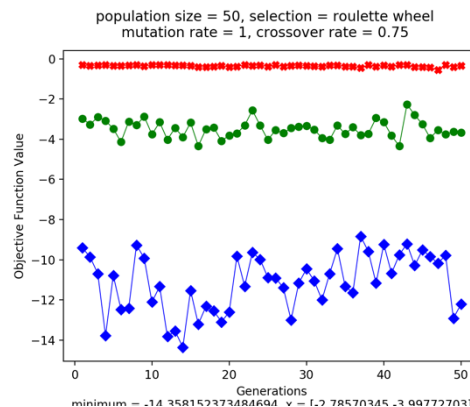 population size = 50, selection = roulette wheel
mutation rate = 1, crossover rate = 0.75
0
−2
−4
−6
−8
−10
−12
−14
Objective Function Value
0 10 20 30 40 50
Generations
minimum = -14.358152373484694, x = [-2.78570345 -3.99772703]